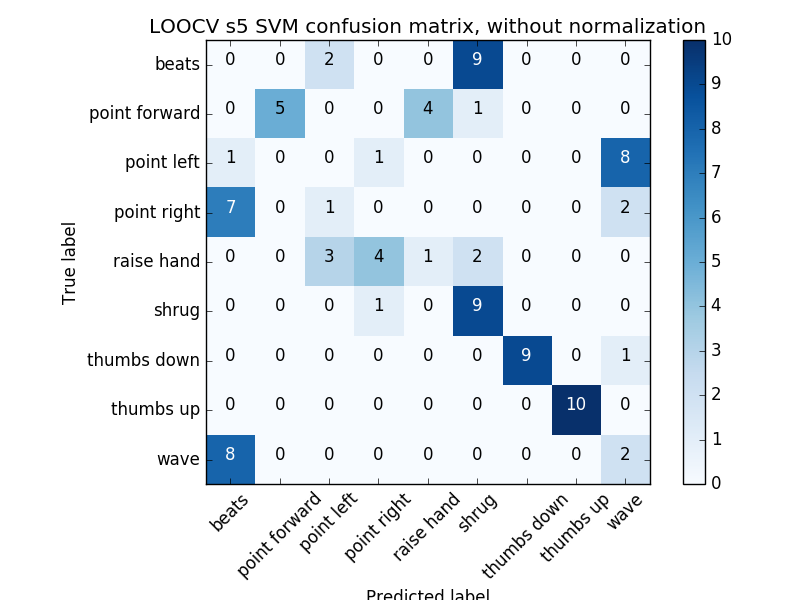 LOOCV s5 SVM confusion matrix, without normalization
beats 0 0 2 0 0 9 0 0 0
point forward 0 5 0 0 4 1 0 0 0
point left 1 0 0 1 0 0 0 0 8
point right 7 0 1 0 0 0 0 0 2
raise hand 0 0 3 4 1 2 0 0 0
shrug 0 0 0 1 0 9 0 0 0
thumbs down 0 0 0 0 0 0 9 0 1
thumbs up 0 0 0 0 0 0 0 10 0
wave 8 0 0 0 0 0 0 0 2
True label
beats
point forward
point left
point right
raise hand
shrug
thumbs down
thumbs up
wave
Predicted label
10
9
8
7
6
5
4
3
2
1
0